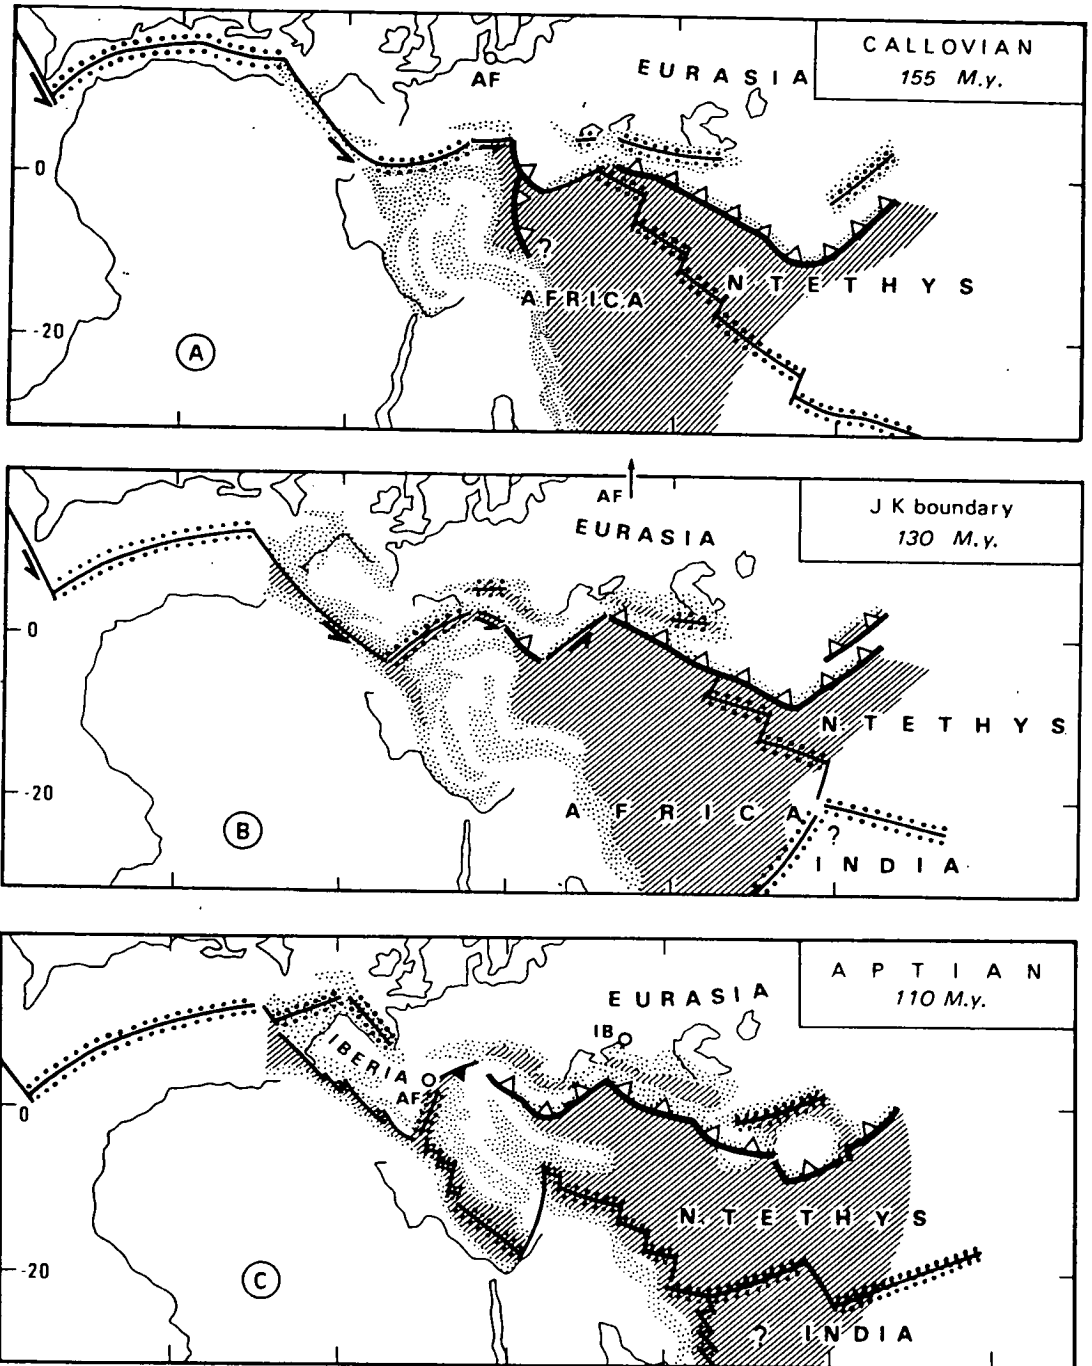 CALLOVIAN
155 M.y.
EURASIA
AF
0
?
N TETHYS
AFRICA
-20
A
AF
J K boundary
130 M.y.
EURASIA
0
N. TETHYS
-20
AFRICA
B
?
INDIA
APTIAN
110 M.y.
EURASIA
IB
IBERIA
AF
0
N. TETHYS
-20
C
? INDIA